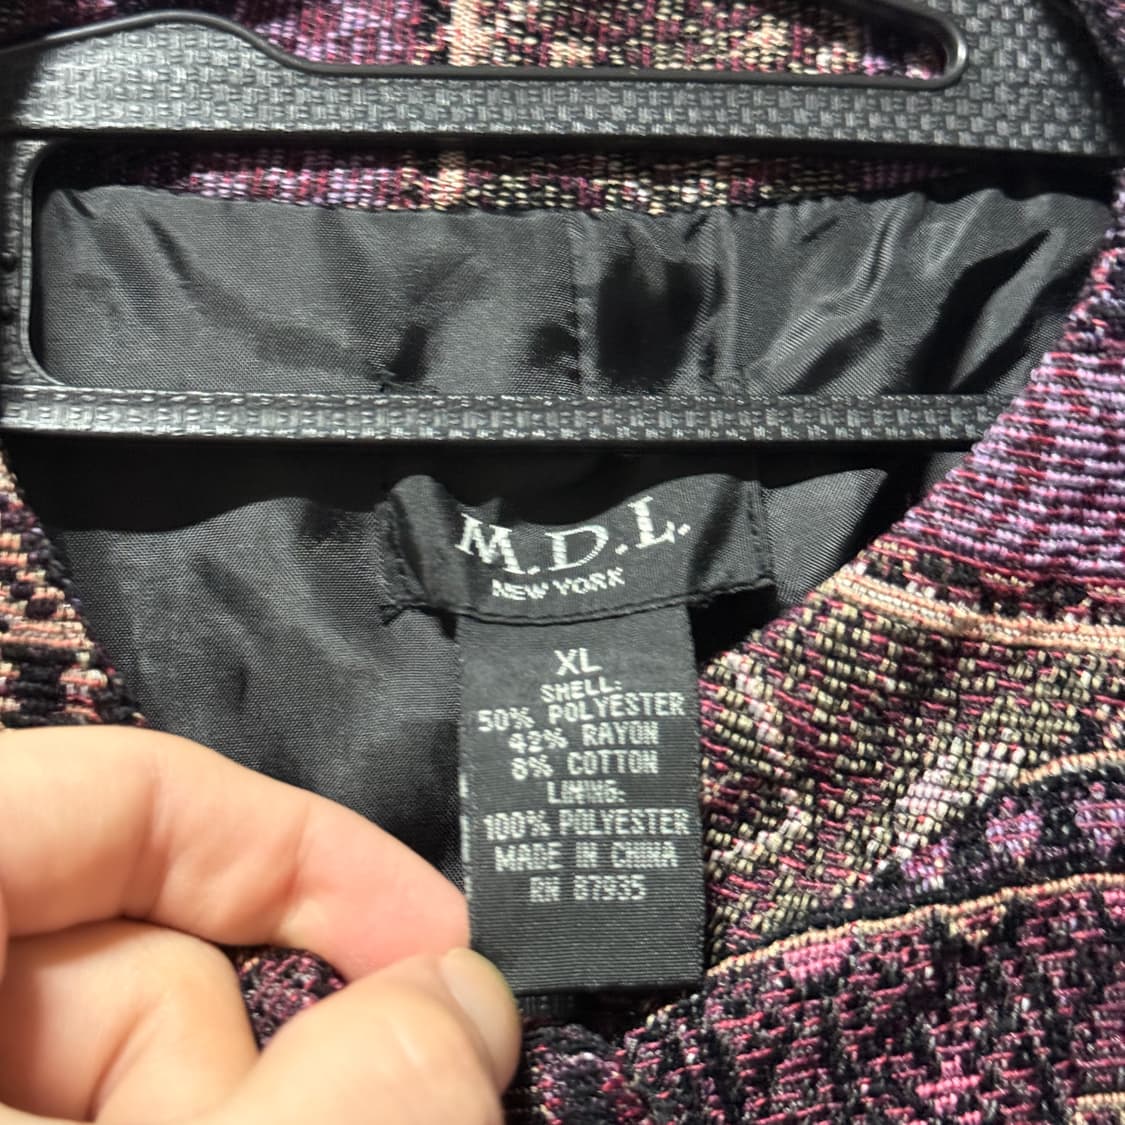 M.D.L.
NEW YORK
XL
SHELL:
50% POLYESTER
42% RAYON
8% COTTON
LINING:
100% POLYESTER
MADE IN CHINA
RN 87935